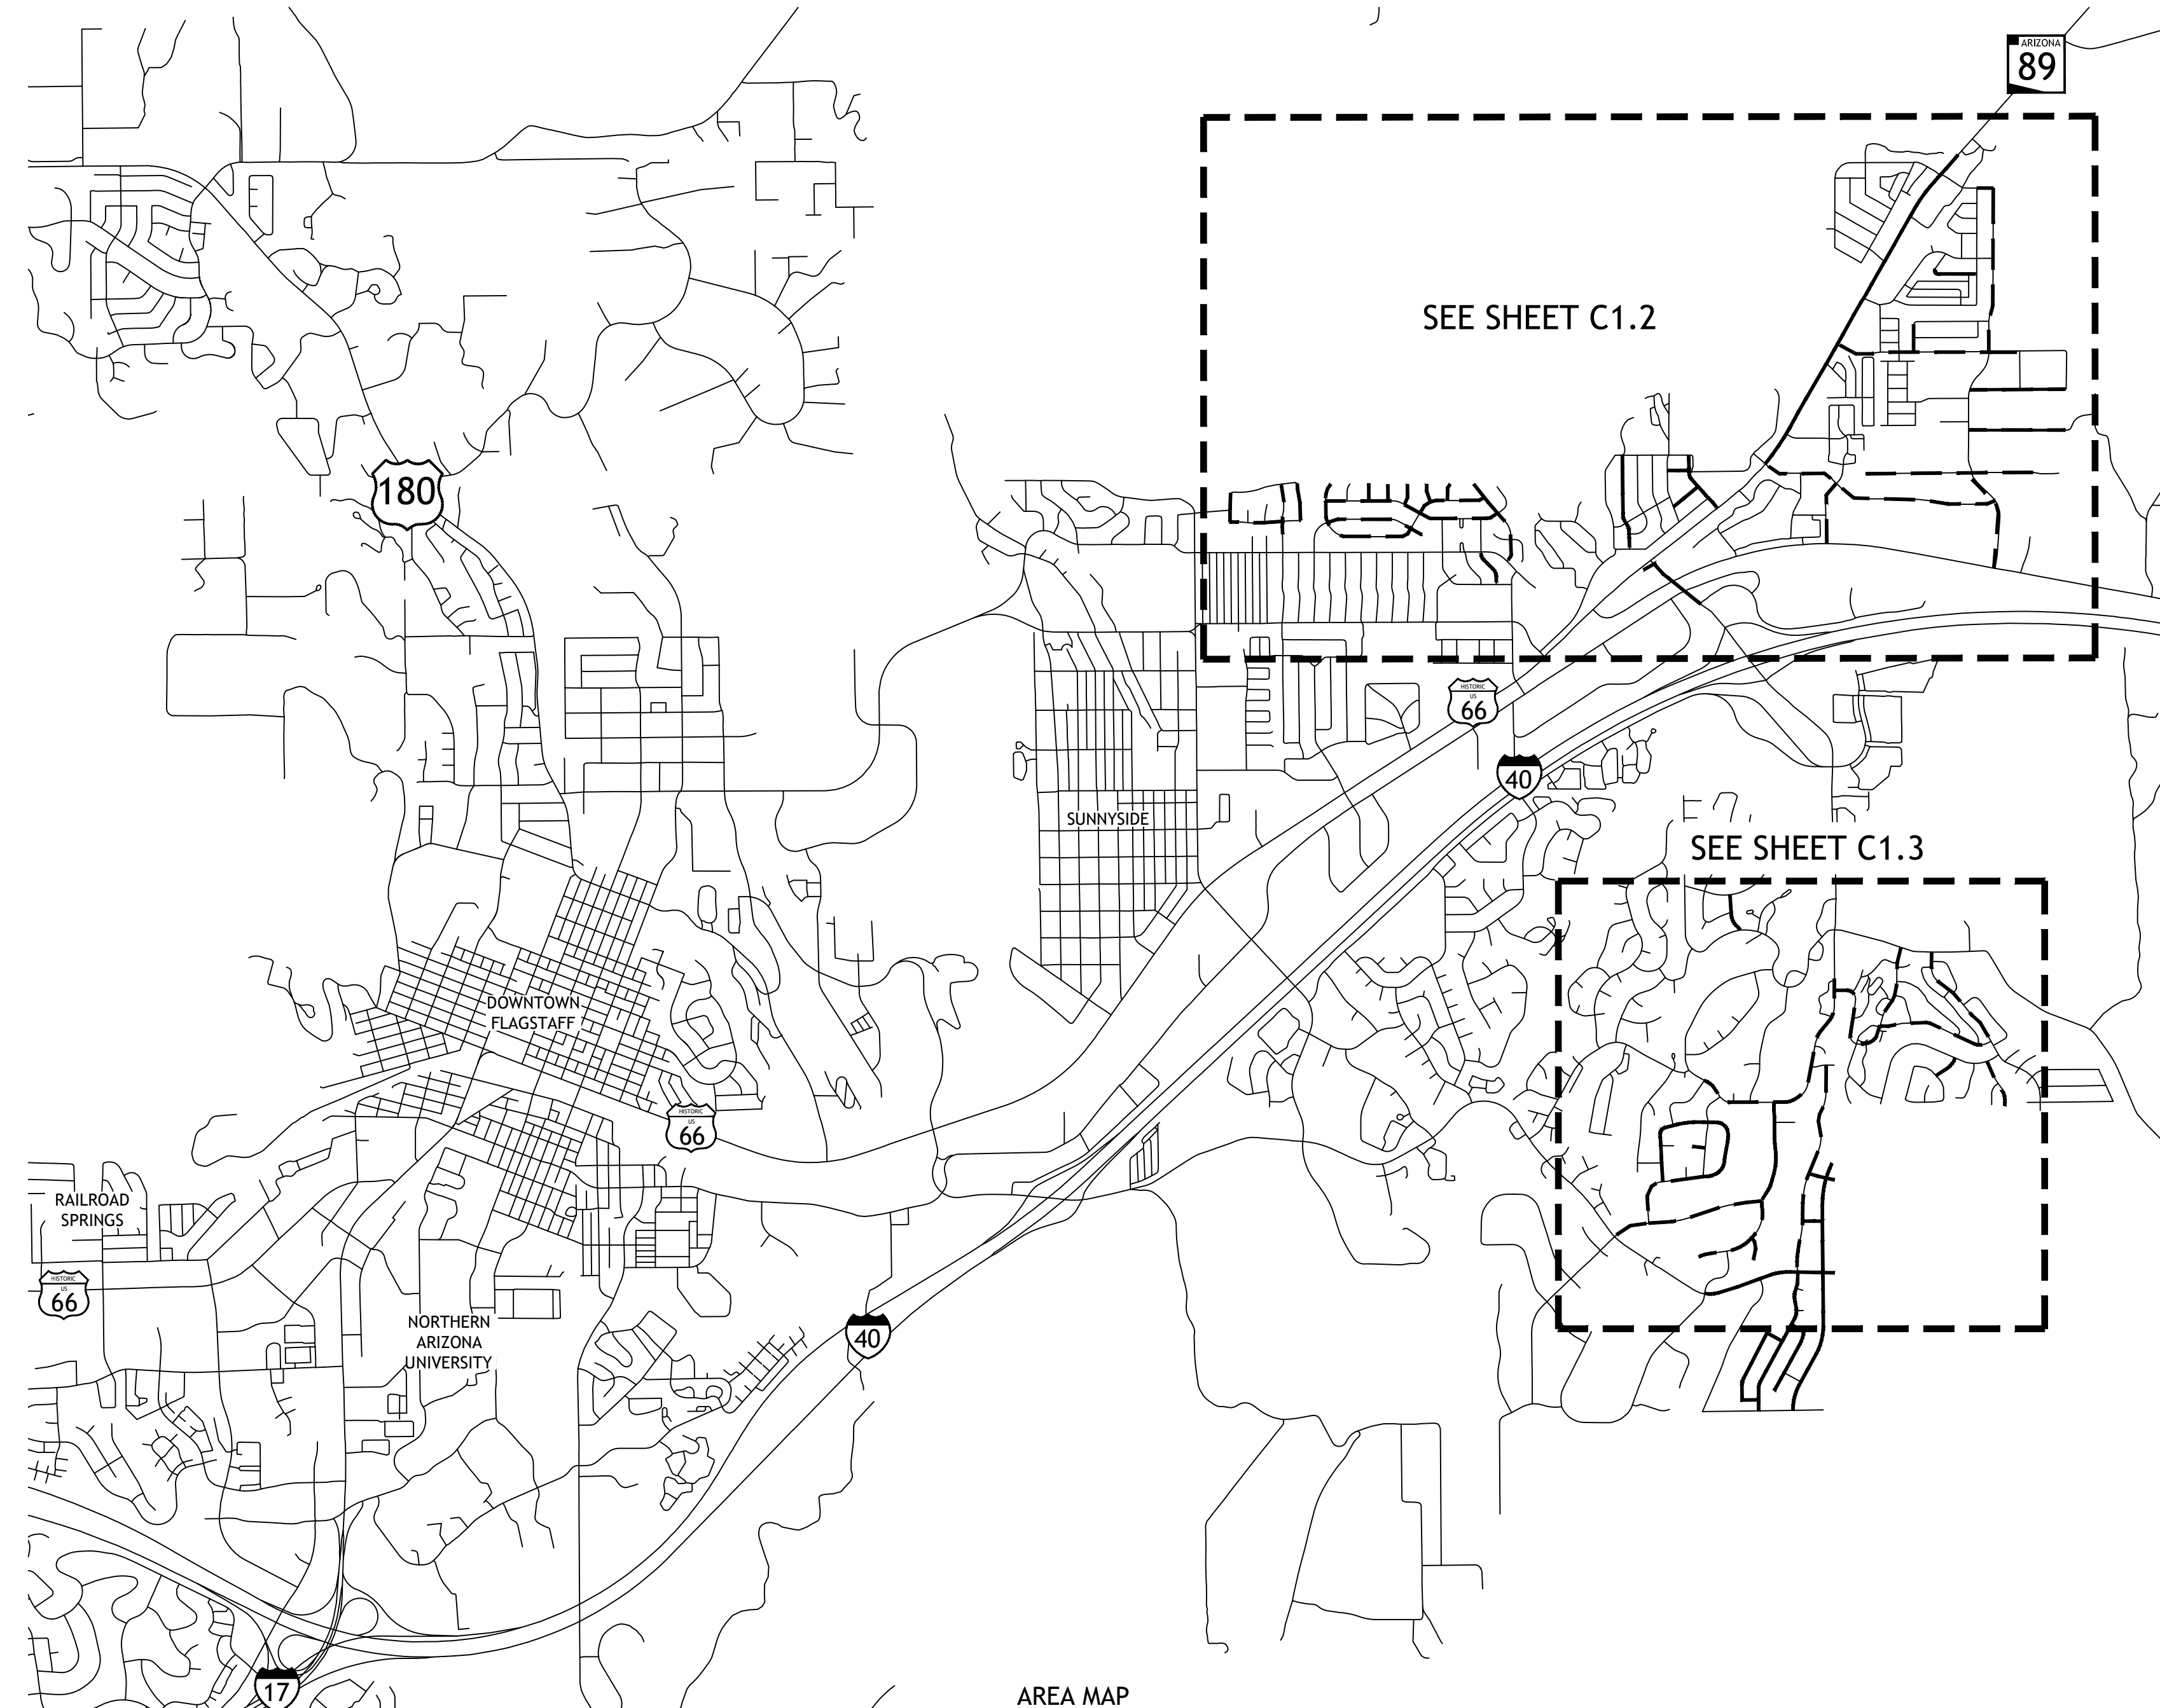 ARIZONA
89
SEE SHEET C1.2
180
HISTORIC
US
66
40
SUNNYSIDE
SEE SHEET C1.3
DOWNTOWN
FLAGSTAFF
HISTORIC
US
66
RAILROAD
SPRINGS
HISTORIC
US
66
NORTHERN
ARIZONA
UNIVERSITY
40
17
AREA MAP